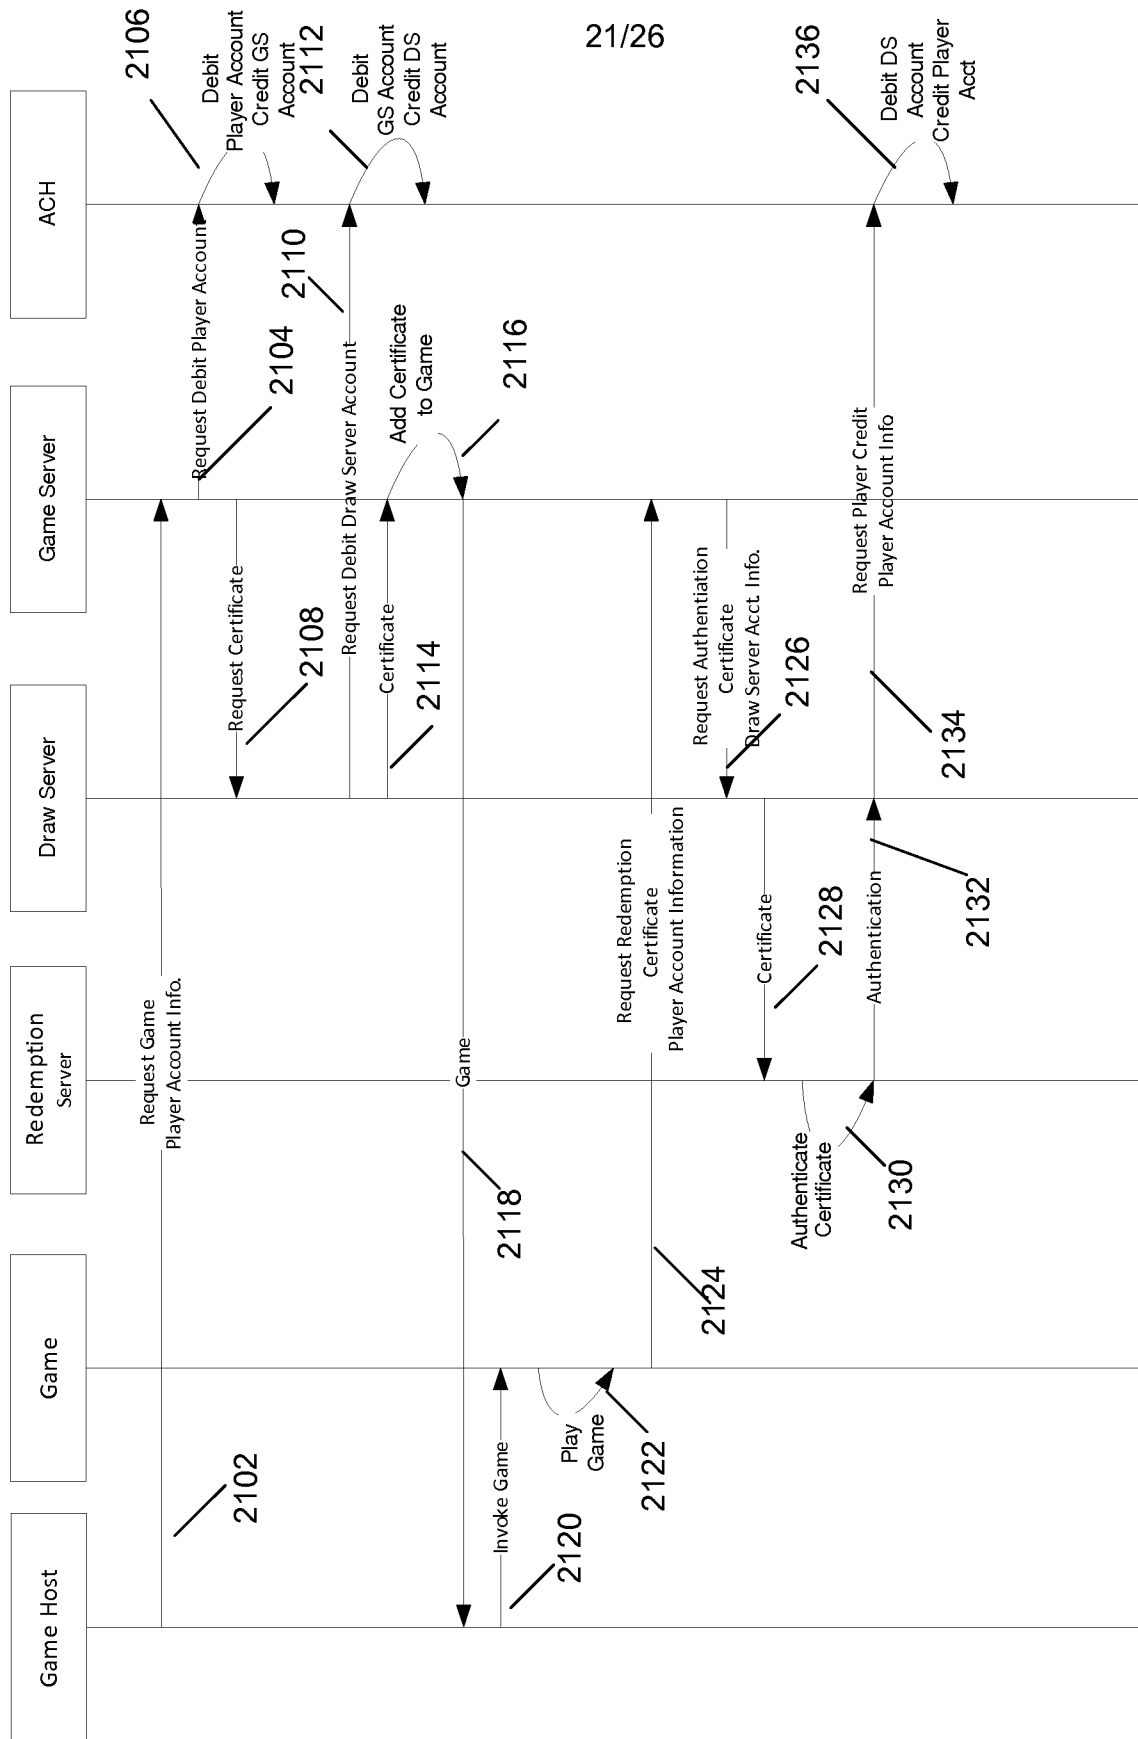 21/26
Game Host
Game
Redemption
Server
Draw Server
Game Server
ACH
2102
Request Game
Player Account Info.
Request Debit Player Account
2104
2106
Debit
Player Account
Credit GS
Account
Request Certificate
2108
Request Debit Draw Server Account
2110
2112
Debit
GS Account
Credit DS
Account
Certificate
2114
Add Certificate
to Game
2116
Game
2118
Invoke Game
2120
Play
Game
2122
Request Redemption
Certificate
Player Account Information
2124
Request Authentiation
Certificate
Draw Server Acct. Info.
2126
Certificate
2128
Authenticate
Certificate
2130
Authentication
2132
Request Player Credit
Player Account Info
2134
2136
Debit DS
Account
Credit Player
Acct